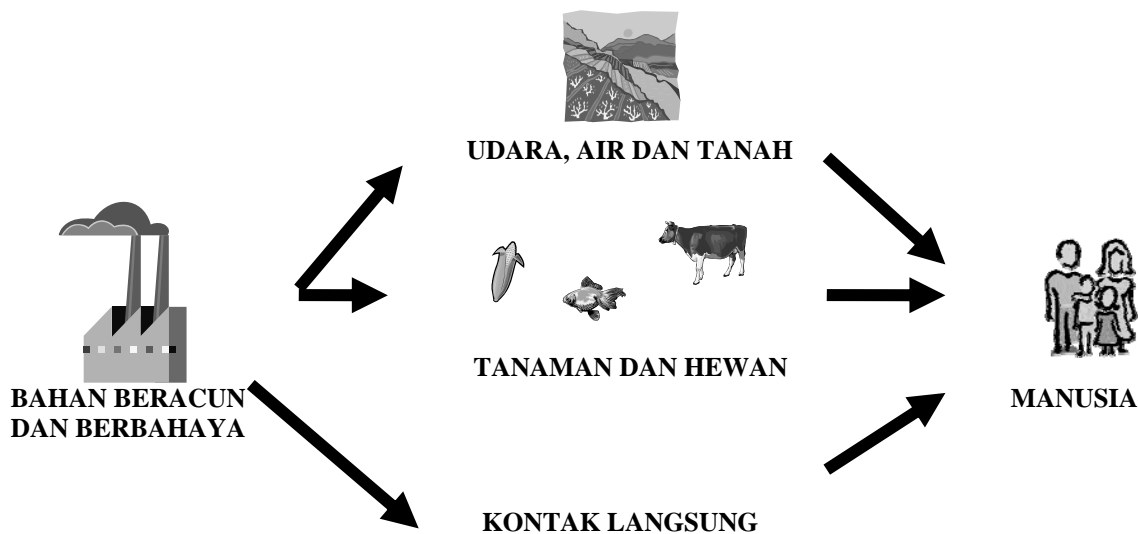 UDARA, AIR DAN TANAH
TANAMAN DAN HEWAN
BAHAN BERACUN
DAN BERBAHAYA
MANUSIA
KONTAK LANGSUNG